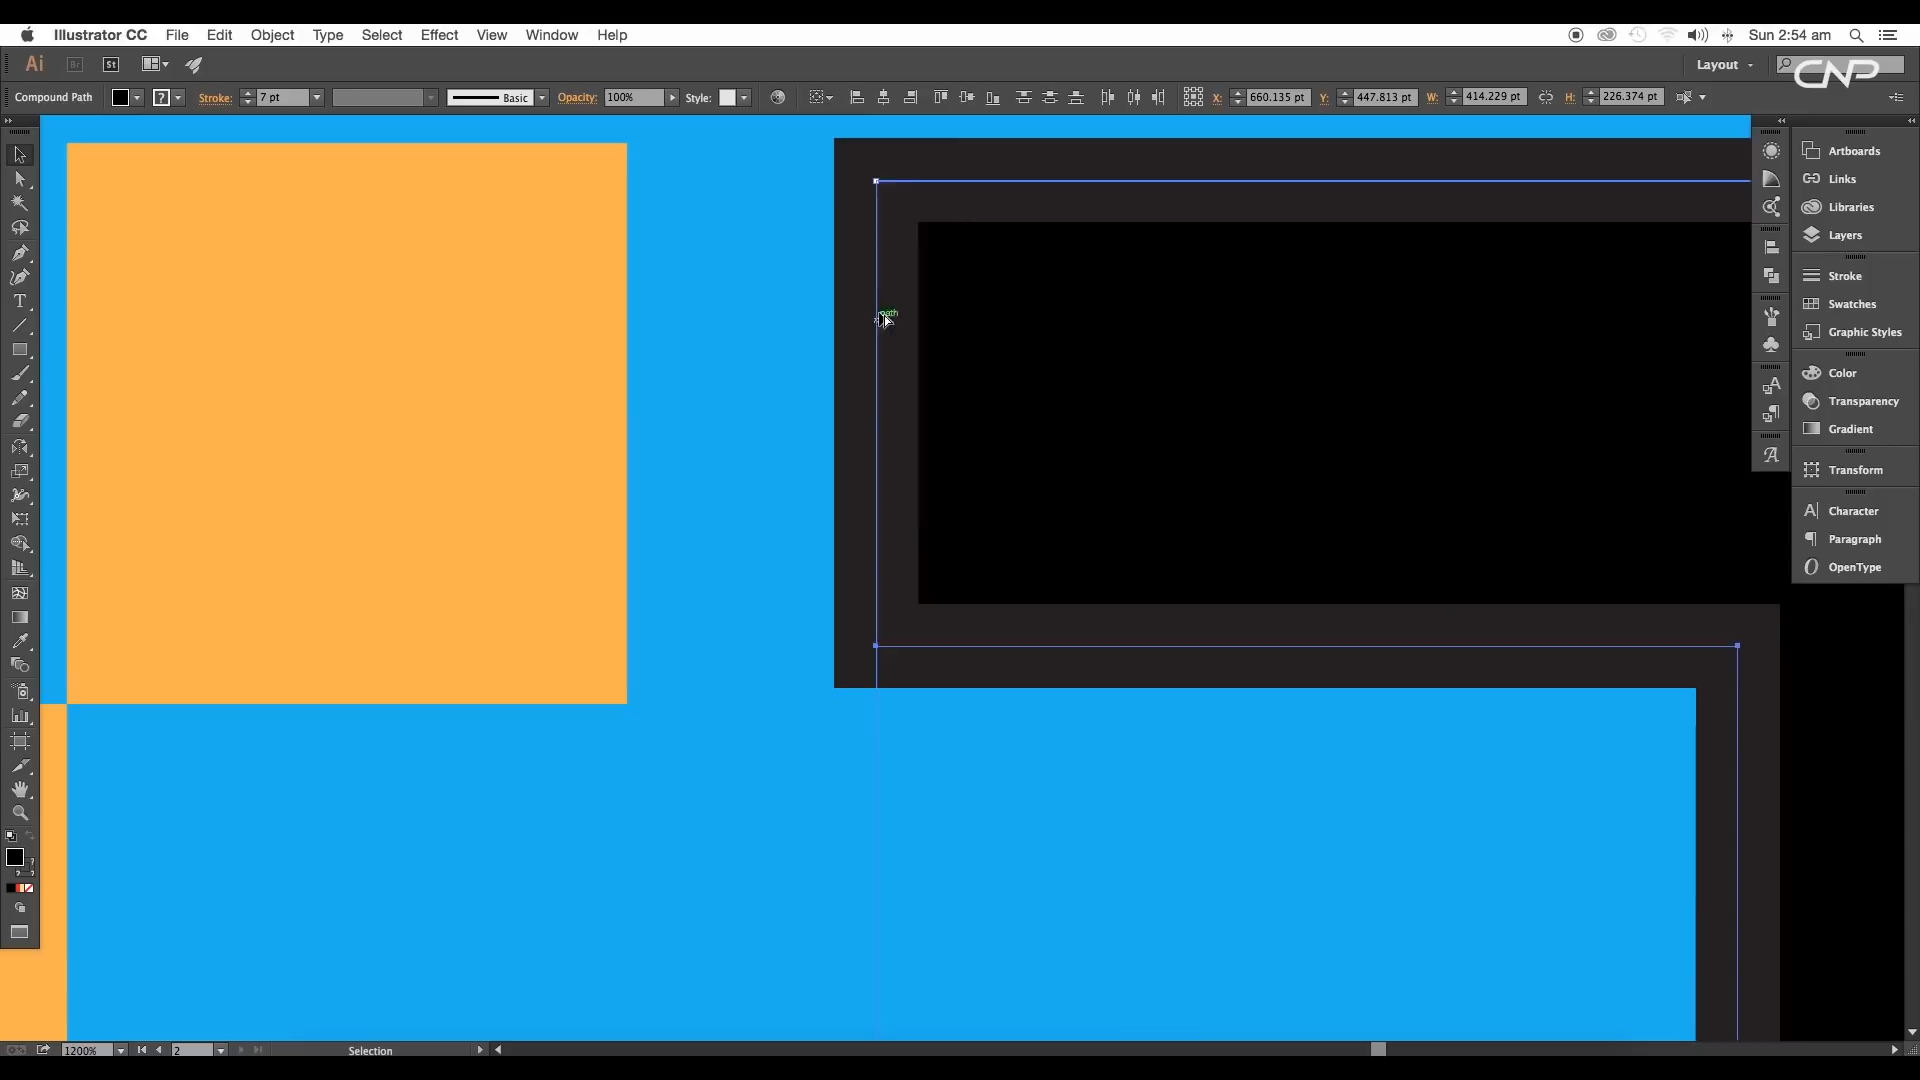 Illustrator CC File Edit Object Type Select Effect View Window Help Sun 2:54 am
Ai Br St Layout CNP
Compound Path ? Stroke: 7 pt Basic Opacity: 100% Style: X: 660.135 pt Y: 447.813 pt W: 414.229 pt H: 226.374 pt
Artboards
Links
Libraries
Layers
Stroke
Swatches
Graphic Styles
Color
Transparency
Gradient
Transform
Character
Paragraph
OpenType
path
1200% 2 Selection